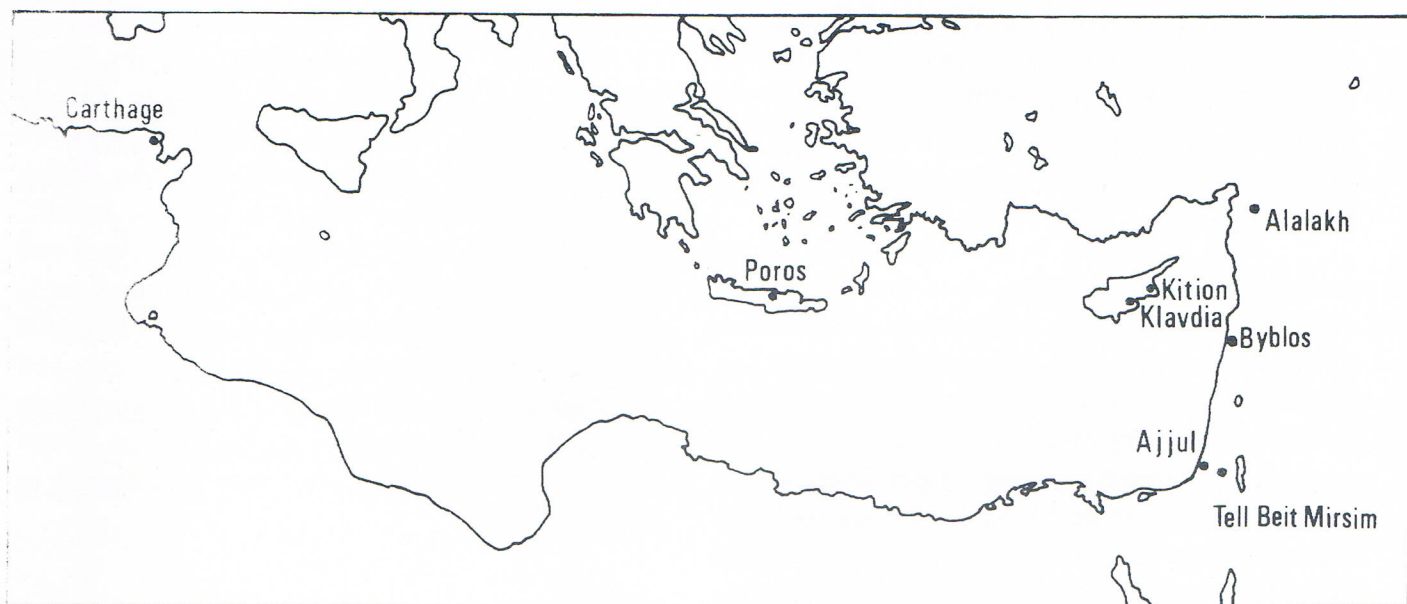 Carthage
Alalakh
Poros
Kition
Klavdia
Byblos
Ajjul
Tell Beit Mirsim